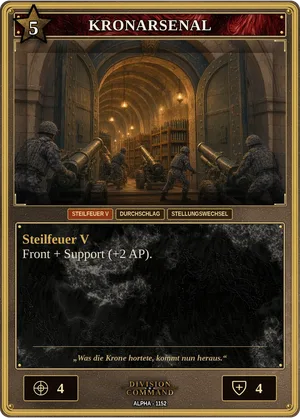 5
KRONARSENAL
STEILFEUER V
DURCHSCHLAG
STELLUNGSWECHSEL
Steilfeuer V
Front + Support (+2 AP).
„Was die Krone hortete, kommt nun heraus.“
4
DIVISION
COMMAND
ALPHA · 1152
4